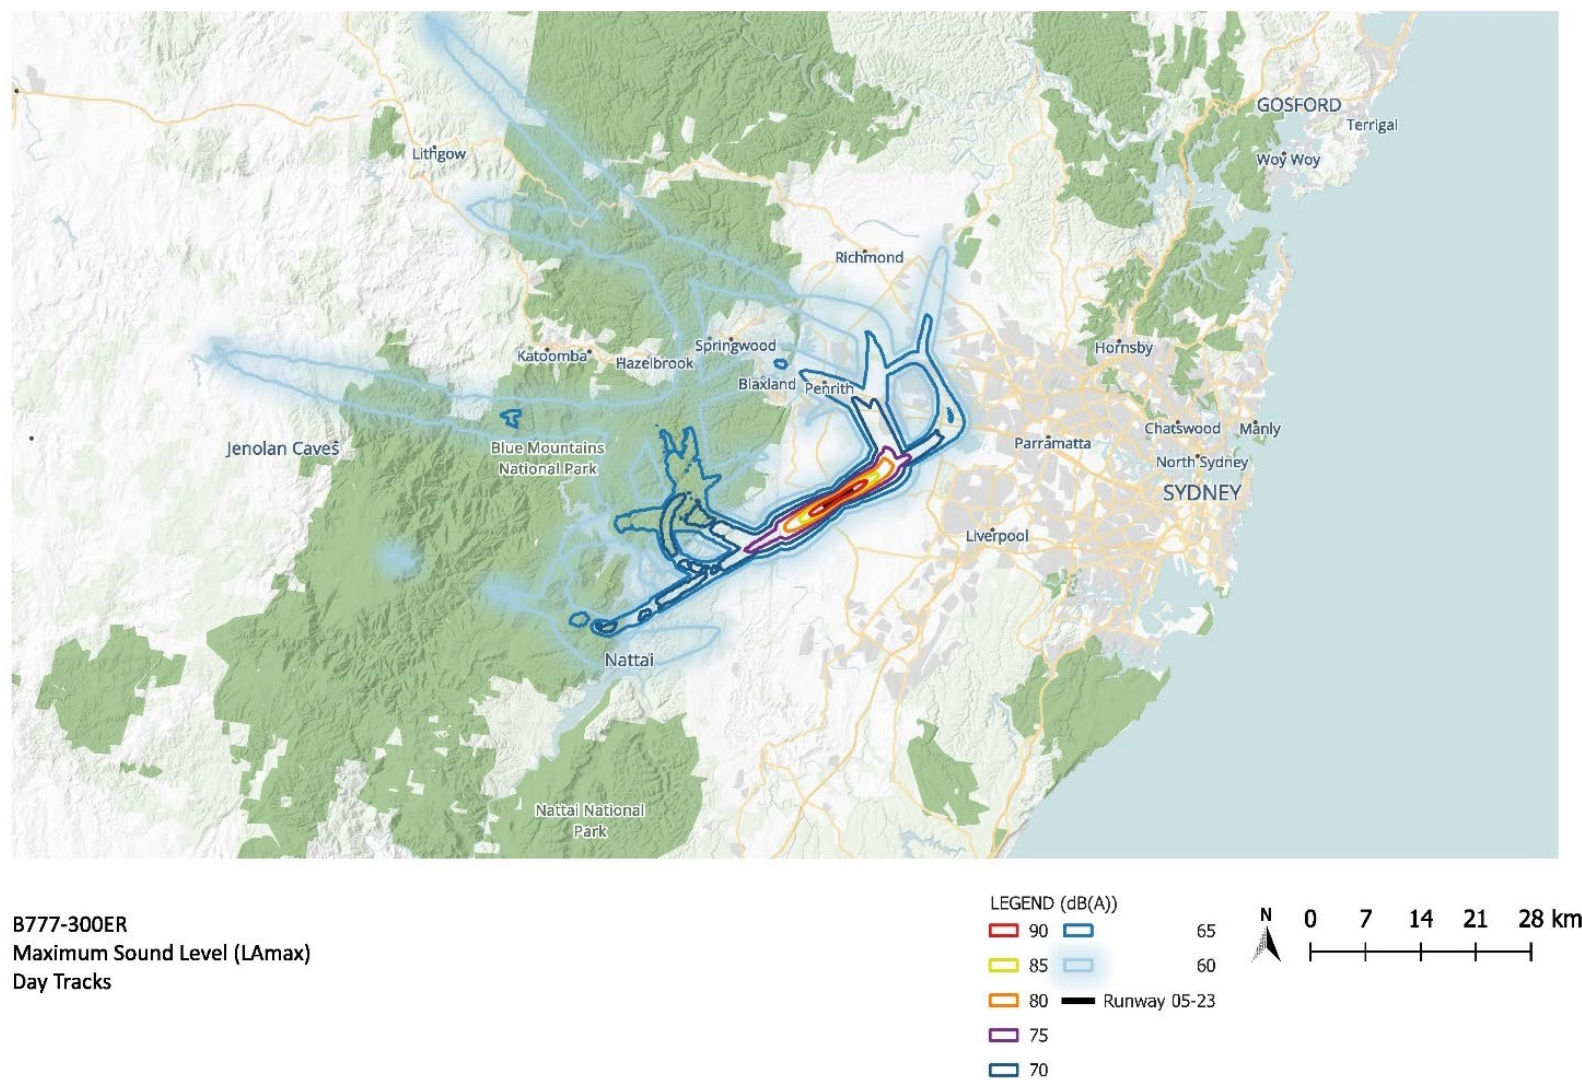 GOSFORD
Terrigal
Lithgow
Woy Woy
Richmond
Springwood
Hornsby
Katoomba
Hazelbrook
Blaxland
Penrith
Chatswood
Manly
Jenolan Caves
Blue Mountains
National Park
Parramatta
North Sydney
SYDNEY
Liverpool
Nattai
Nattai National
Park
B777-300ER
Maximum Sound Level (LAmax)
Day Tracks
LEGEND (dB(A))
90 65
85 60
80 Runway 05-23
75
70
N
0 7 14 21 28 km